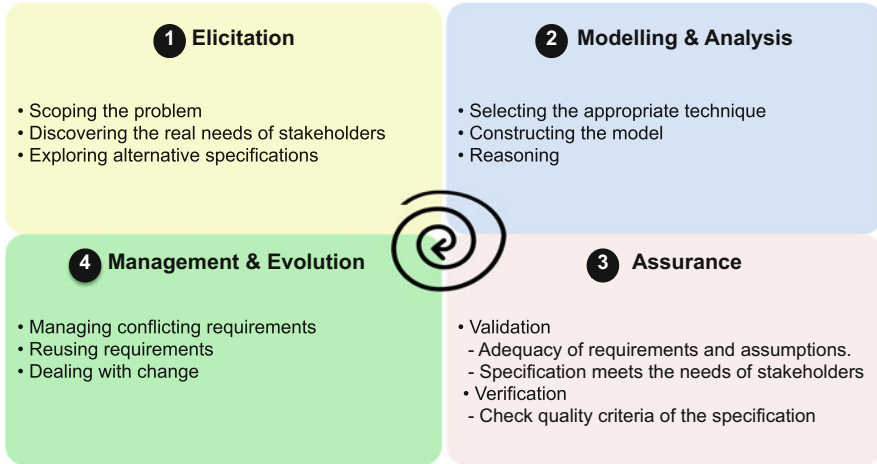 1 Elicitation
• Scoping the problem
• Discovering the real needs of stakeholders
• Exploring alternative specifications
2 Modelling & Analysis
• Selecting the appropriate technique
• Constructing the model
• Reasoning
4 Management & Evolution
• Managing conflicting requirements
• Reusing requirements
• Dealing with change
3 Assurance
• Validation
- Adequacy of requirements and assumptions.
- Specification meets the needs of stakeholders
• Verification
- Check quality criteria of the specification